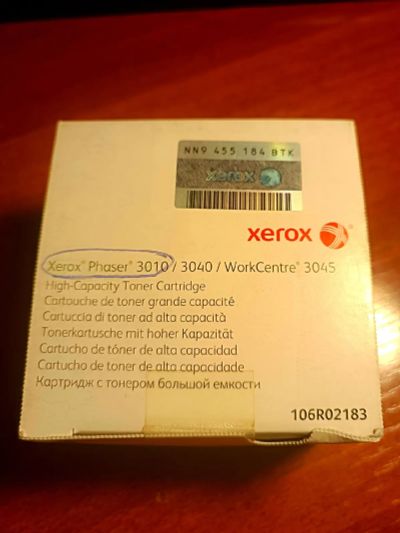 NN9 455 184 BTK
xerox
xerox
Xerox® Phaser® 3010 / 3040 / WorkCentre® 3045
High-Capacity Toner Cartridge
Cartouche de toner grande capacité
Cartuccia di toner ad alta capacità
Tonerkartusche mit hoher Kapazität
Cartucho de tóner de alta capacidad
Cartucho de tóner de alta capacidade
Картридж с тонером большой емкости
106R02183